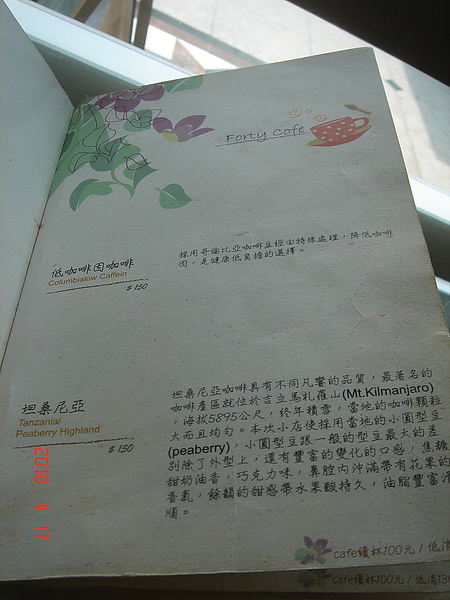 Forty Cofe
低咖啡因咖啡
Columbialow Caffein
$ 150
採用哥倫比亞咖啡豆經由特殊處理，降低咖啡
因，是健康低負擔的選擇。
坦桑尼亞
Tanzania/
Peaberry Highland
$ 150
坦桑尼亞咖啡具有不同凡響的品質，最著名的
咖啡產區就位於吉立馬札羅山(Mt.Kilmanjaro)
，海拔5895公尺，終年積雪，當地的咖啡顆粒
大而且均勻。本次小店使採用當地的小圓型豆
(peaberry)，小圓型豆跟一般的型豆最大的差
別除了外型上，還有豐富的變化的口感，焦糖
甜奶油香，巧克力味，鼻腔內沖滿帶有花果的
香氣，餘韻的甜感帶水果酸持久，油脂豐富滑
順。
cafe續杯100元 / 低消
cafe續杯100元 / 低消13
2010 4 17